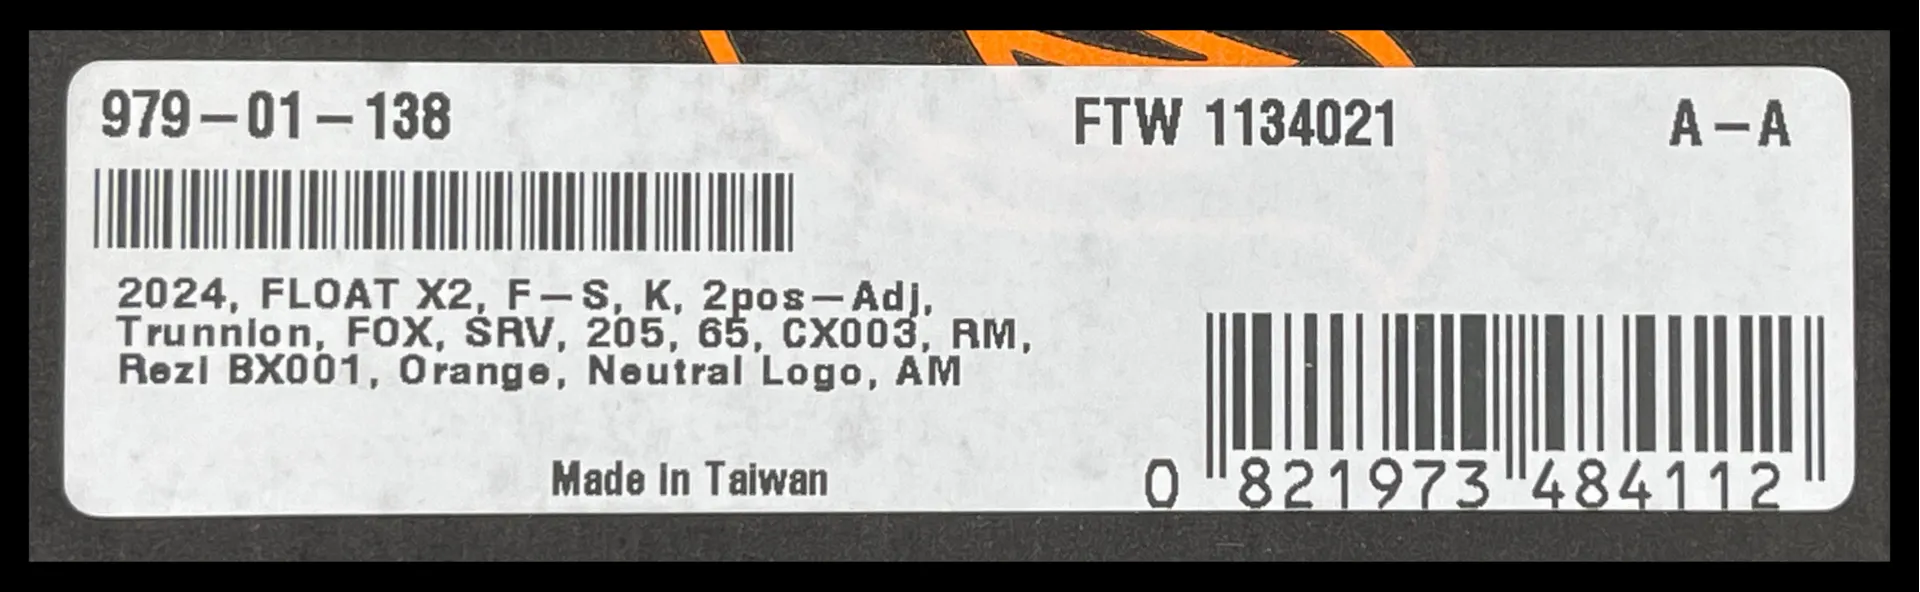 979-01-138 FTW 1134021 A-A
2024, FLOAT X2, F-S, K, 2pos-Adj,
Trunnion, FOX, SRV, 205, 65, CX003, RM,
Rezi BX001, Orange, Neutral Logo, AM
Made in Taiwan
0 821973 484112